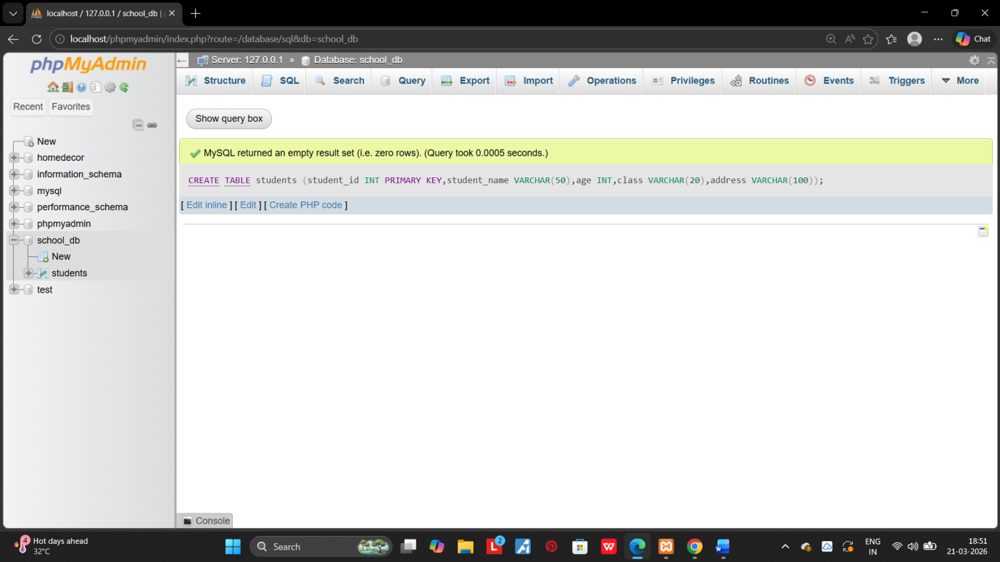 localhost / 127.0.0.1 / school_db |
localhost/phpmyadmin/index.php?route=/database/sql&db=school_db
Chat
phpMyAdmin
Recent Favorites
New
homedecor
information_schema
mysql
performance_schema
phpmyadmin
school_db
New
students
test
Server: 127.0.0.1 » Database: school_db
Structure SQL Search Query Export Import Operations Privileges Routines Events Triggers More
Show query box
MySQL returned an empty result set (i.e. zero rows). (Query took 0.0005 seconds.)
CREATE TABLE students (student_id INT PRIMARY KEY,student_name VARCHAR(50),age INT,class VARCHAR(20),address VARCHAR(100));
[ Edit inline ] [ Edit ] [ Create PHP code ]
Console
4
Hot days ahead
32°C
Search
L 2
W
W
ENG
IN
18:51
21-03-2026